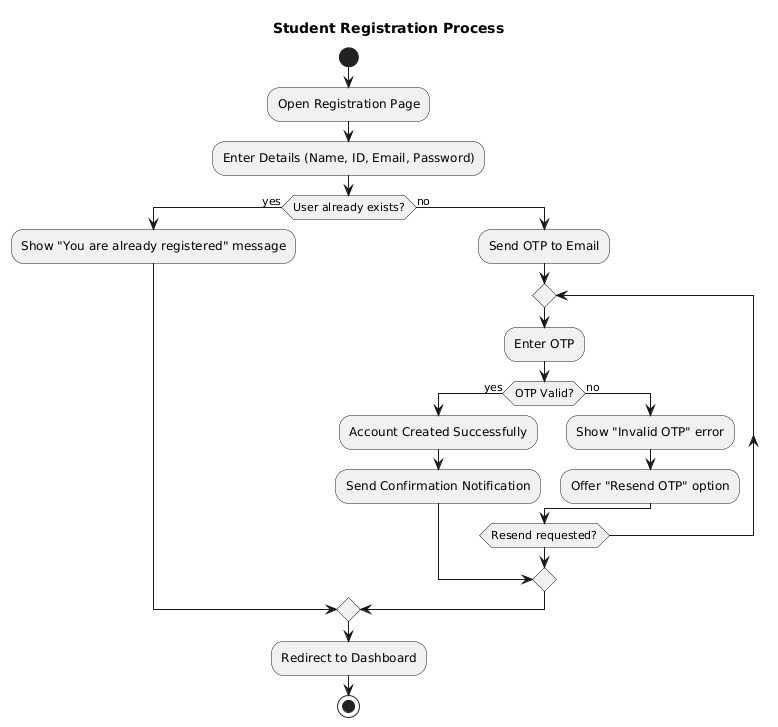 Student Registration Process
Open Registration Page
Enter Details (Name, ID, Email, Password)
yes
User already exists?
no
Show "You are already registered" message
Send OTP to Email
Enter OTP
yes
OTP Valid?
no
Account Created Successfully
Show "Invalid OTP" error
Send Confirmation Notification
Offer "Resend OTP" option
Resend requested?
Redirect to Dashboard